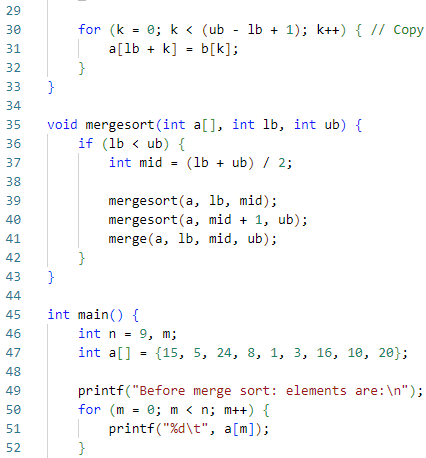 29
30 for (k = 0; k < (ub - lb + 1); k++) { // Copy
31 a[lb + k] = b[k];
32 }
33 }
34
35 void mergesort(int a[], int lb, int ub) {
36 if (lb < ub) {
37 int mid = (lb + ub) / 2;
38
39 mergesort(a, lb, mid);
40 mergesort(a, mid + 1, ub);
41 merge(a, lb, mid, ub);
42 }
43 }
44
45 int main() {
46 int n = 9, m;
47 int a[] = {15, 5, 24, 8, 1, 3, 16, 10, 20};
48
49 printf("Before merge sort: elements are:\n");
50 for (m = 0; m < n; m++) {
51 printf("%d\t", a[m]);
52 }